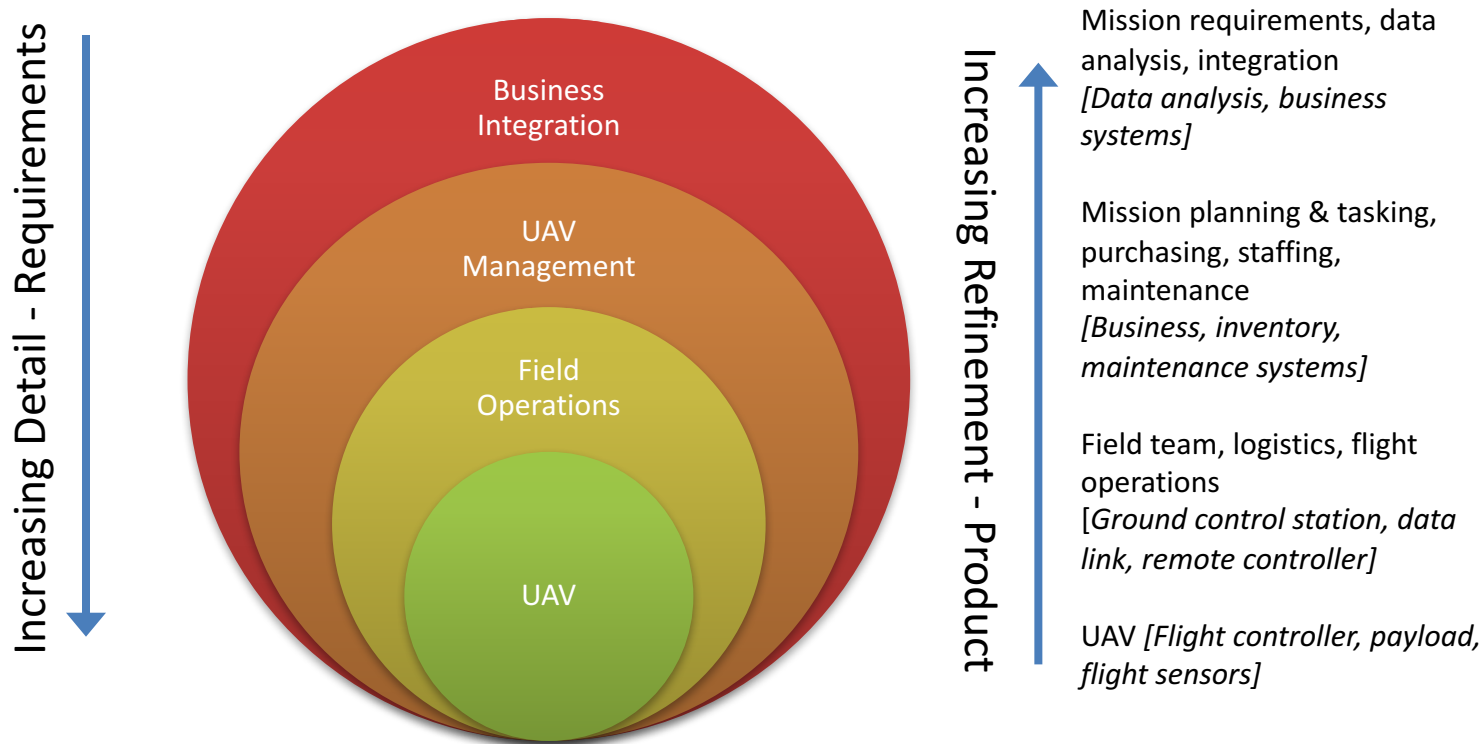 Increasing Detail - Requirements
Business
Integration
UAV
Management
Field
Operations
UAV
Increasing Refinement - Product
Mission requirements, data
analysis, integration
[Data analysis, business
systems]
Mission planning & tasking,
purchasing, staffing,
maintenance
[Business, inventory,
maintenance systems]
Field team, logistics, flight
operations
[Ground control station, data
link, remote controller]
UAV [Flight controller, payload,
flight sensors]